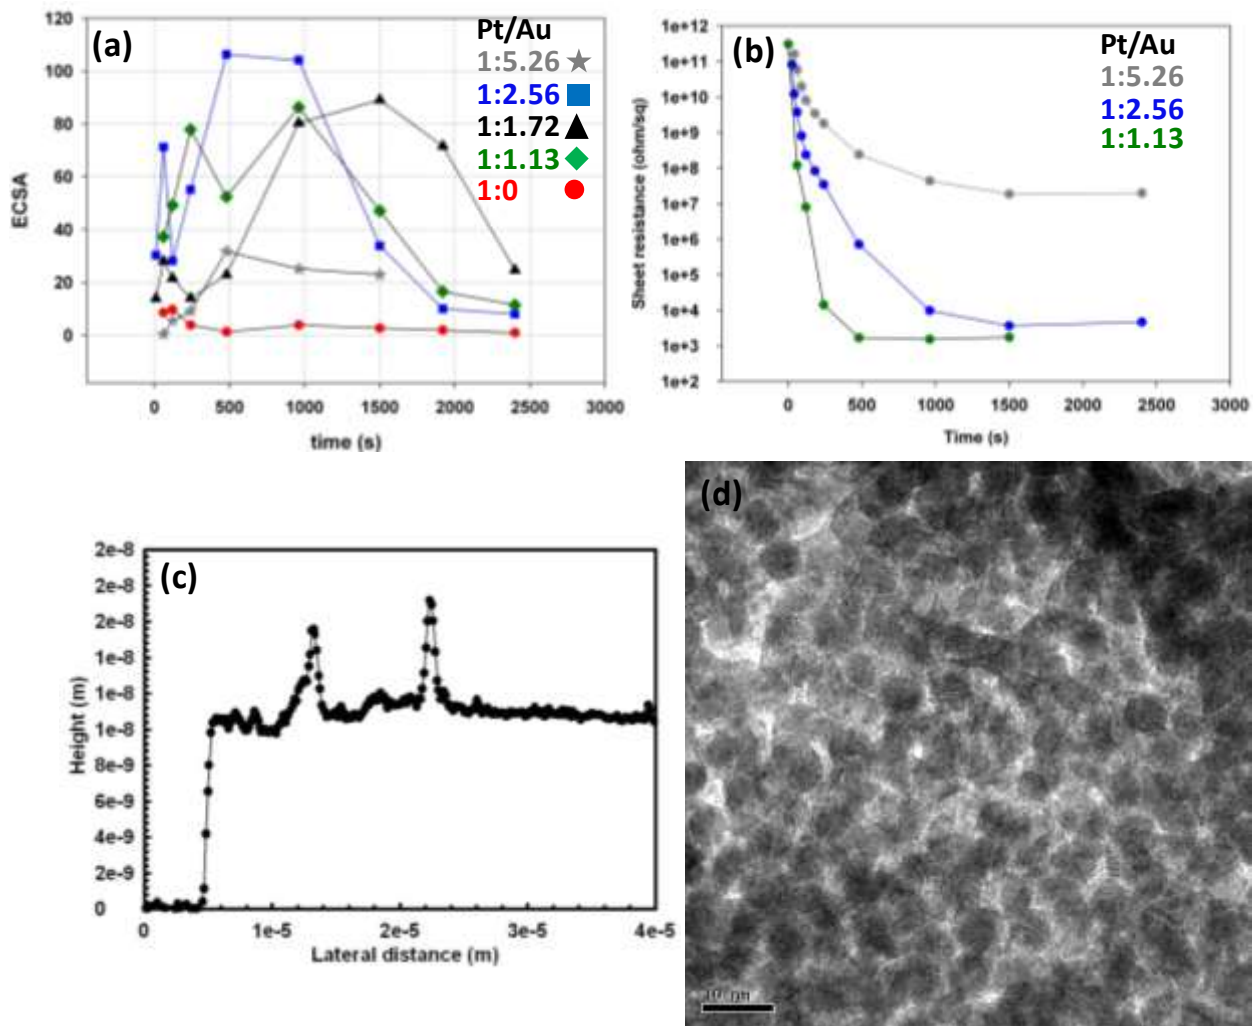 (a)
Pt/Au
1:5.26
1:2.56
1:1.72
1:1.13
1:0
120
100
80
60
40
20
0
ECSA
0 500 1000 1500 2000 2500 3000
time (s)
(b)
Pt/Au
1:5.26
1:2.56
1:1.13
1e+12
1e+11
1e+10
1e+9
1e+8
1e+7
1e+6
1e+5
1e+4
1e+3
1e+2
Sheet resistance (ohm/sq)
0 500 1000 1500 2000 2500 3000
Time (s)
(c)
2e-8
2e-8
2e-8
1e-8
1e-8
1e-8
8e-9
6e-9
4e-9
2e-9
0
Height (m)
0 1e-5 2e-5 3e-5 4e-5
Lateral distance (m)
(d)
10 nm